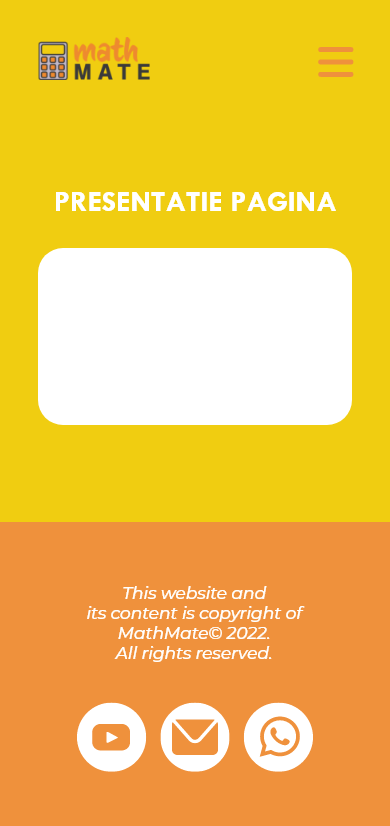 math
MATE
PRESENTATIE PAGINA
This website and
its content is copyright of
MathMate© 2022.
All rights reserved.